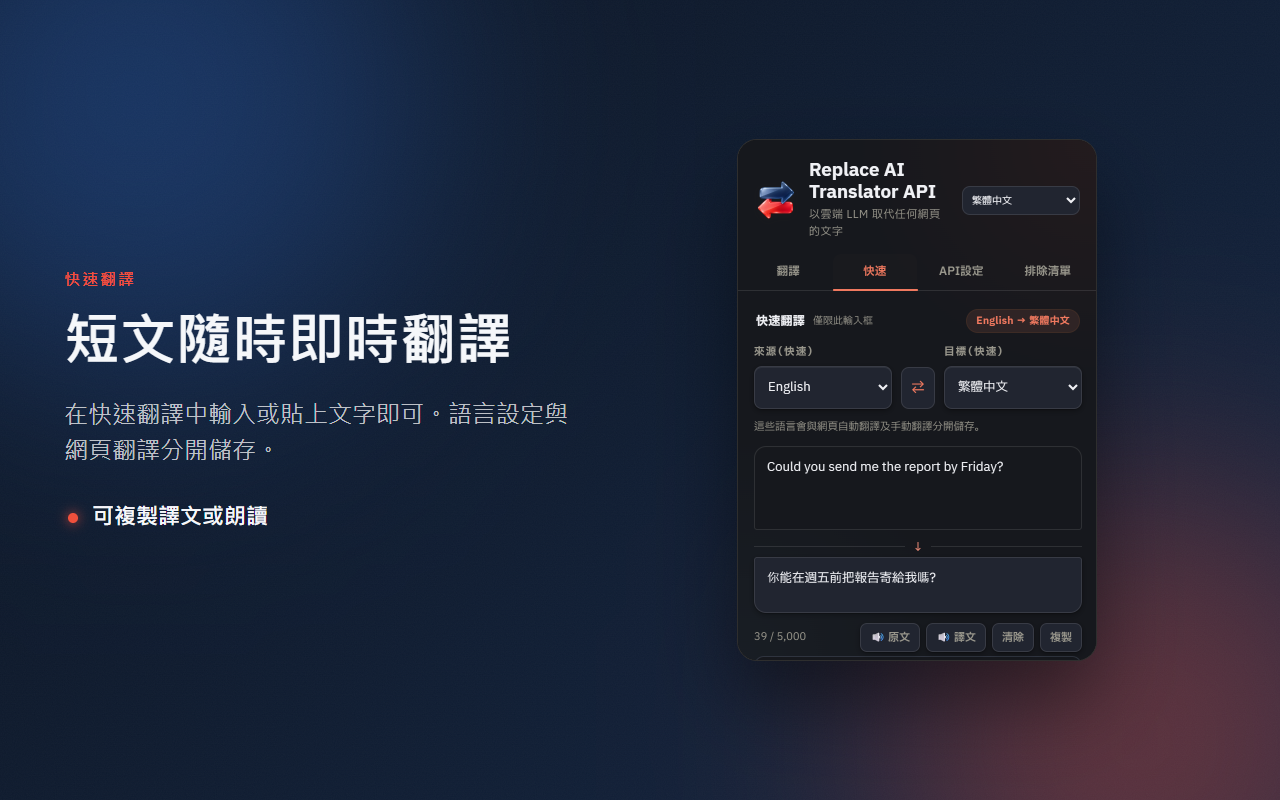 快速翻譯
短文隨時即時翻譯
在快速翻譯中輸入或貼上文字即可。語言設定與
網頁翻譯分開儲存。
可複製譯文或朗讀
Replace AI
Translator API
以雲端 LLM 取代任何網頁
的文字
繁體中文
翻譯
快速
API設定
排除清單
快速翻譯 僅限此輸入框
English → 繁體中文
來源(快速)
目標(快速)
English
⇄
繁體中文
這些語言會與網頁自動翻譯及手動翻譯分開儲存。
Could you send me the report by Friday?
↓
你能在週五前把報告寄給我嗎?
39 / 5,000
原文
譯文
清除
複製